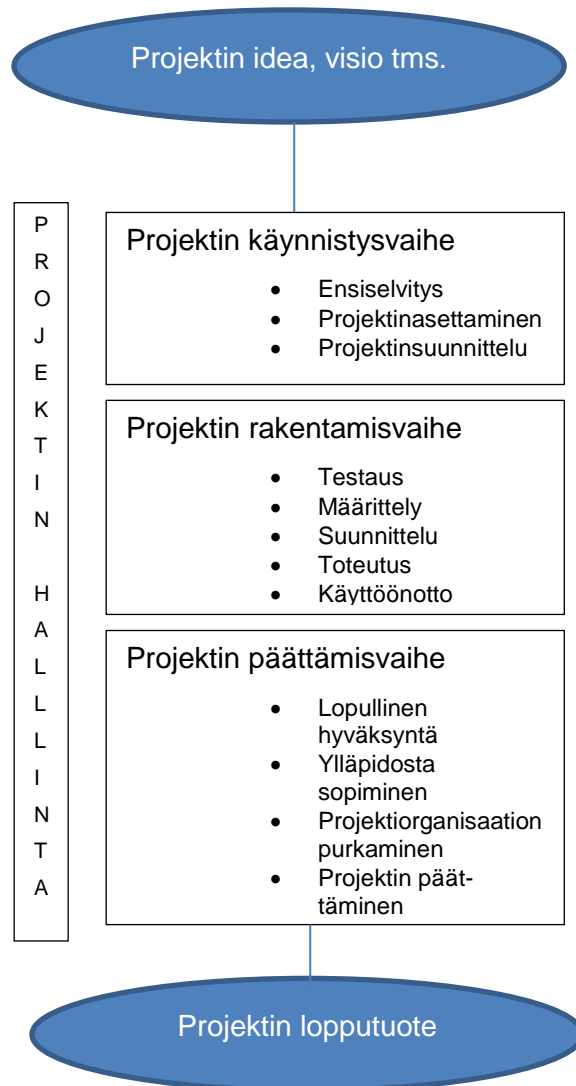 Projektin idea, visio tms.
P
R
O
J
E
K
T
I
N
H
A
L
L
L
I
N
T
A
Projektin käynnistysvaihe
• Ensiselvitys
• Projektinasettaminen
• Projektinsuunnittelu
Projektin rakentamisvaihe
• Testaus
• Määrittely
• Suunnittelu
• Toteutus
• Käyttöönotto
Projektin päättämisvaihe
• Lopullinen
hyväksyntä
• Ylläpidosta
sopiminen
• Projektiorganisaation
purkaminen
• Projektin päät-
täminen
Projektin lopputuote